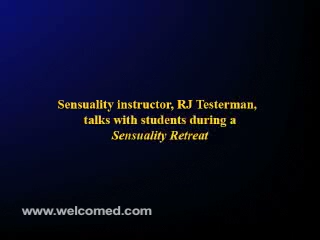 Sensuality instructor, RJ Testerman,
talks with students during a
Sensuality Retreat
www.welcomed.com